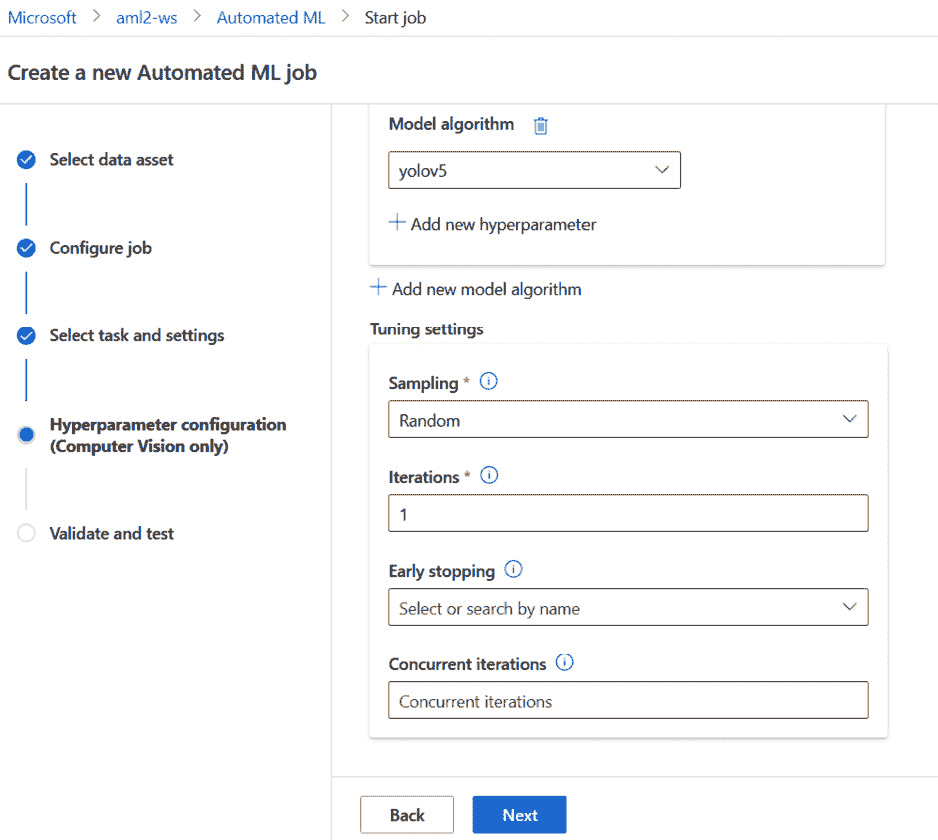 Microsoft > aml2-ws > Automated ML > Start job
Create a new Automated ML job
Select data asset
Configure job
Select task and settings
Hyperparameter configuration
(Computer Vision only)
Validate and test
Model algorithm
yolov5
+ Add new hyperparameter
+ Add new model algorithm
Tuning settings
Sampling *
Random
Iterations *
1
Early stopping
Select or search by name
Concurrent iterations
Concurrent iterations
Back Next